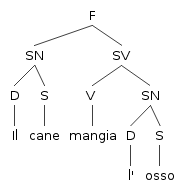 F
SN SV
D S V SN
Il cane mangia D S
l' osso